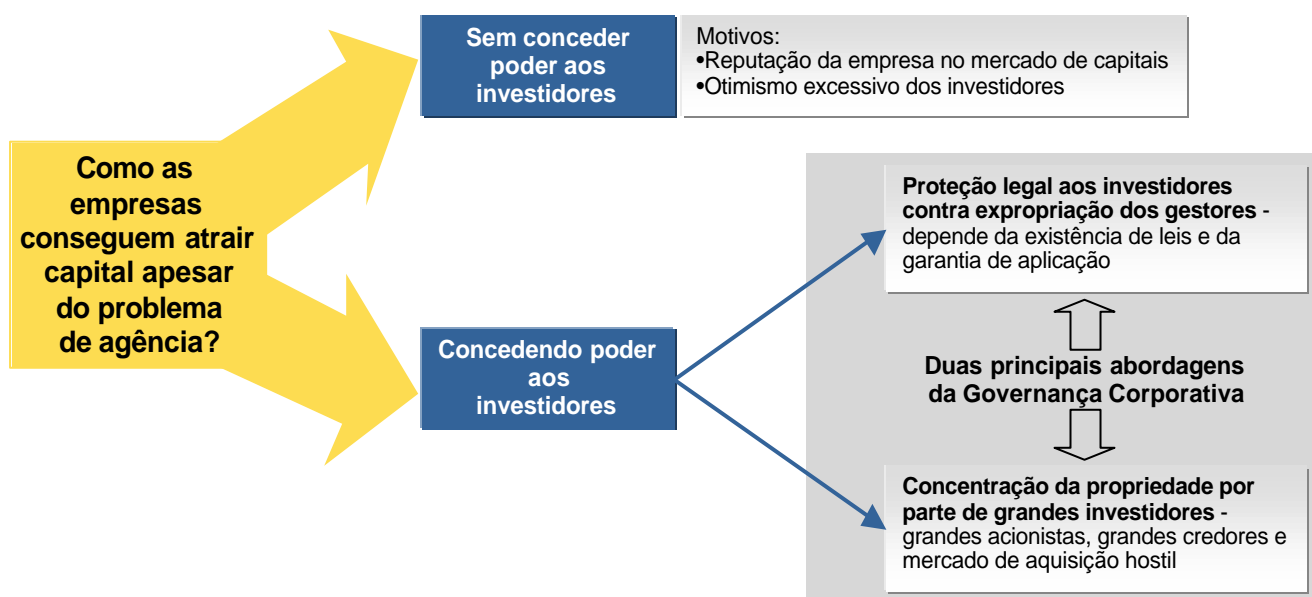 Como as
empresas
conseguem atrair
capital apesar
do problema
de agência?
Sem conceder
poder aos
investidores
Motivos:
•Reputação da empresa no mercado de capitais
•Otimismo excessivo dos investidores
Concedendo poder
aos
investidores
Proteção legal aos investidores
contra expropriação dos gestores -
depende da existência de leis e da
garantia de aplicação
Duas principais abordagens
da Governança Corporativa
Concentração da propriedade por
parte de grandes investidores -
grandes acionistas, grandes credores e
mercado de aquisição hostil